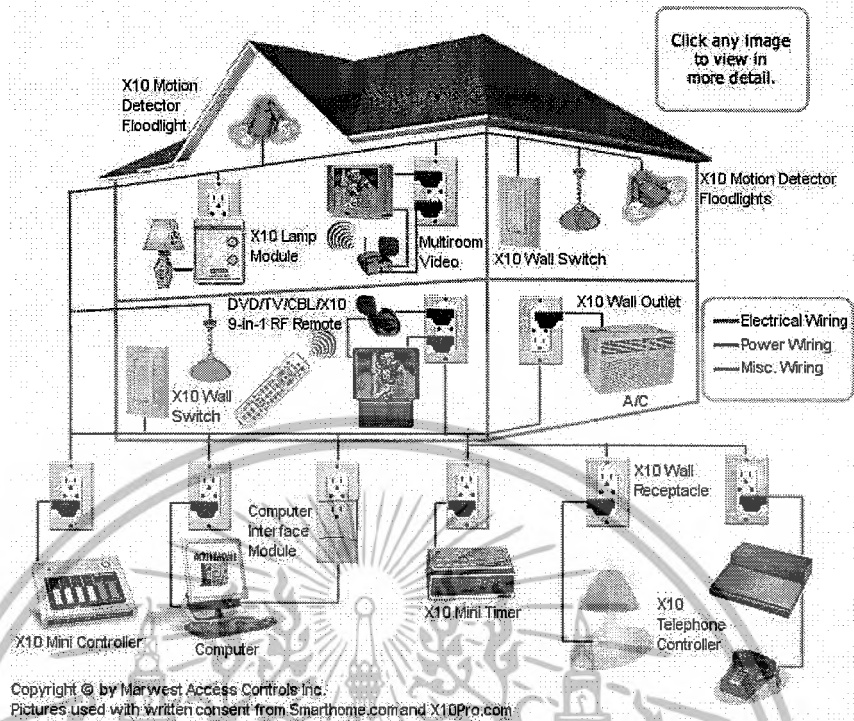 Click any image
to view in
more detail.
X10 Motion
Detector
Floodlight
X10 Motion Detector
Floodlights
X10 Lamp
Module
Multiroom
Video
X10 Wall Switch
DVD/TV/CBL/X10
9-in-1 RF Remote
X10 Wall Outlet
Electrical Wiring
Power Wiring
Misc. Wiring
X10 Wall
Switch
A/C
X10 Wall
Receptacle
Computer
Interface
Module
X10 Mini Timer
X10
Telephone
Controller
X10 Mini Controller
Computer
Copyright © by Marwest Access Controls Inc.
Pictures used with written consent from Smarthome.com and X10Pro.com